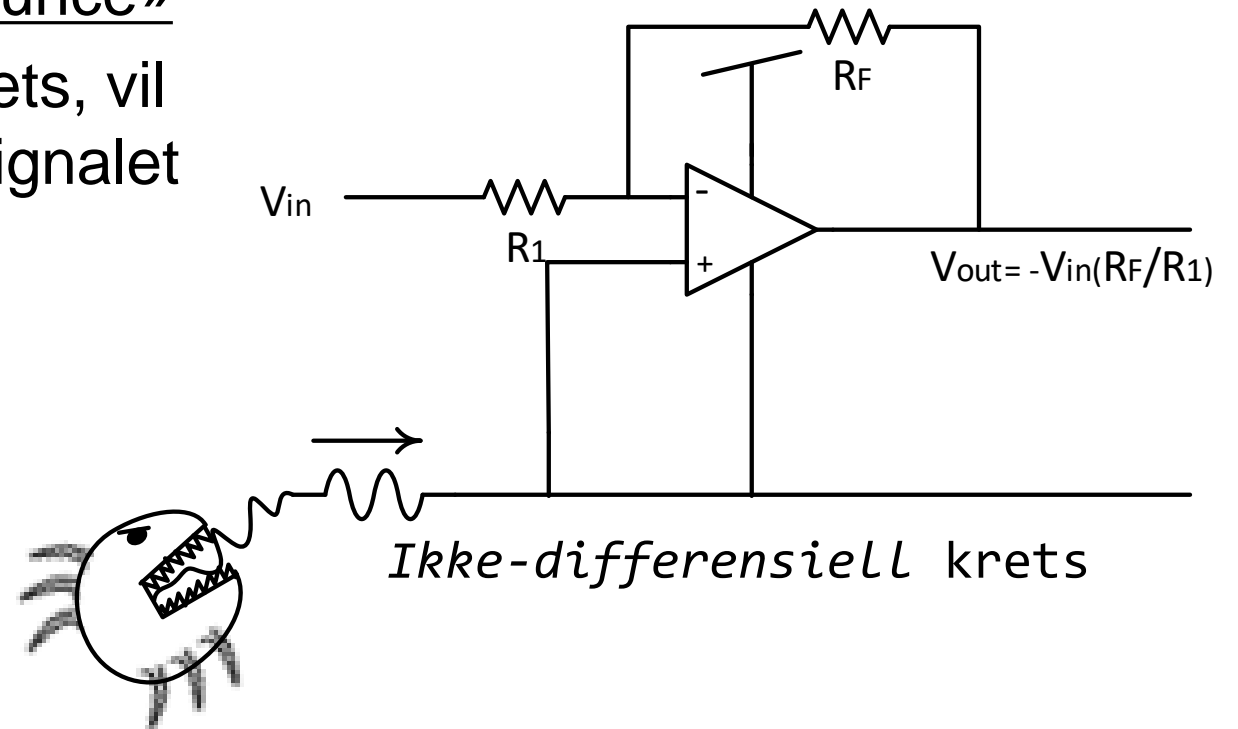 ets, vil
ignalet
RF
Vin
R1
-
+
Vout= -Vin(RF/R1)
Ikke-differensiell krets